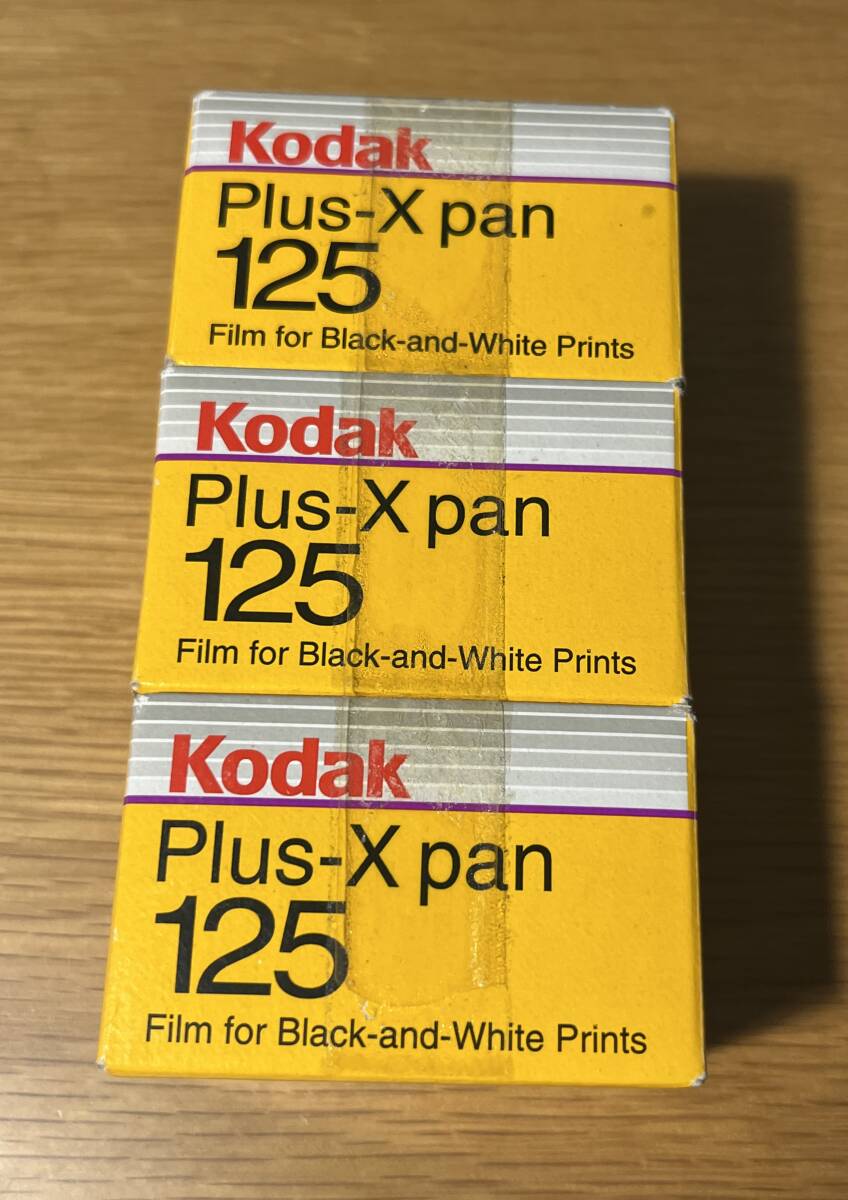 Kodak
Plus-X pan
125
Film for Black-and-White Prints
Kodak
Plus-X pan
125
Film for Black-and-White Prints
Kodak
Plus-X pan
125
Film for Black-and-White Prints